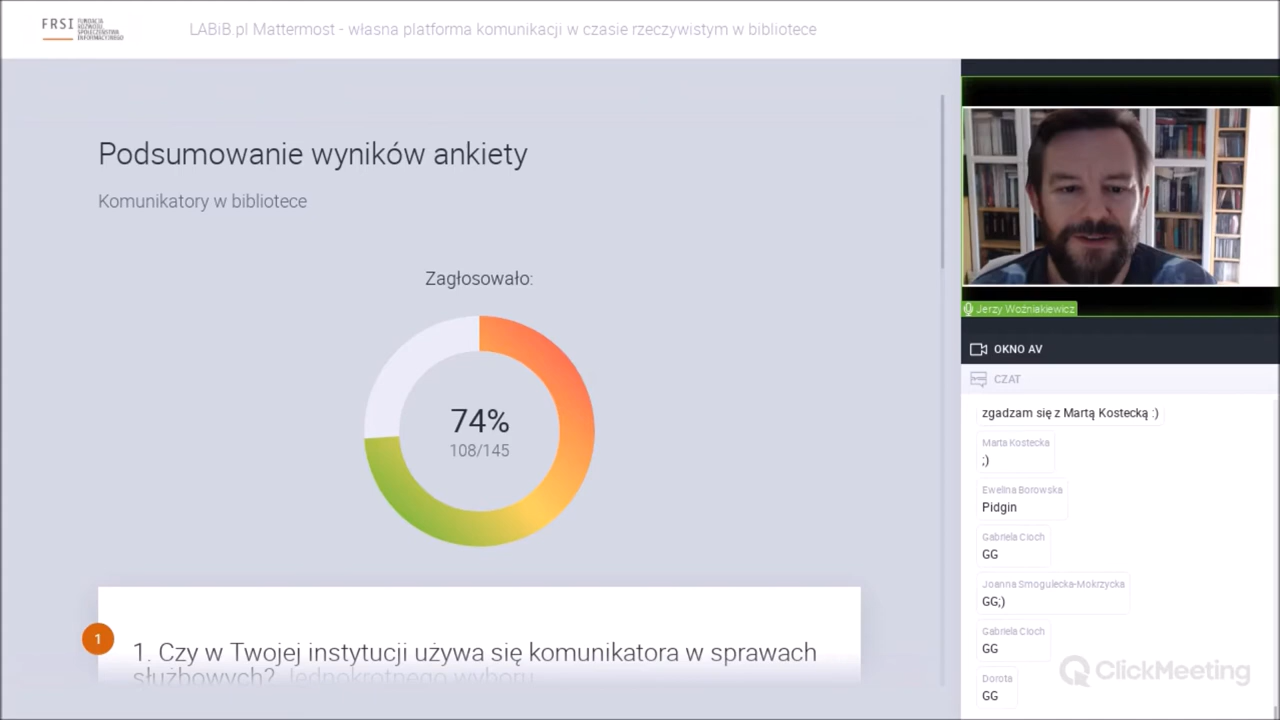 FRSI
FUNDACJA
ROZWOJU
SPOŁECZEŃSTWA
INFORMACYJNEGO
LABiB.pl Mattermost - własna platforma komunikacji w czasie rzeczywistym w bibliotece
Podsumowanie wyników ankiety
Komunikatory w bibliotece
Zagłosowało:
74%
108/145
1
1. Czy w Twojej instytucji używa się komunikatora w sprawach
służbowych? Jednokrotnego wyboru
Jerzy Woźniakiewicz
OKNO AV
CZAT
zgadzam się z Martą Kostecką :)
Marta Kostecka
;)
Ewelina Borowska
Pidgin
Gabriela Cioch
GG
Joanna Smogulecka-Mokrzycka
GG;)
Gabriela Cioch
GG
Dorota
GG
ClickMeeting